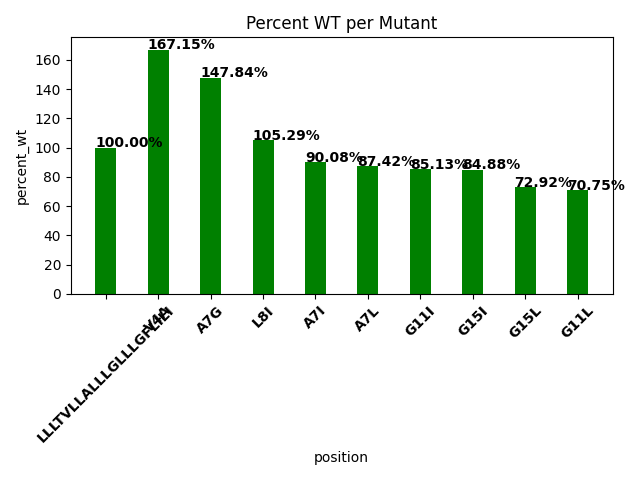 Percent WT per Mutant
percent_wt
160
140
120
100
80
60
40
20
0
100.00%
167.15%
147.84%
105.29%
90.08%
87.42%
85.13%
84.88%
72.92%
70.75%
V4A
A7G
L8I
A7I
A7L
G11I
G15I
G15L
G11L
position